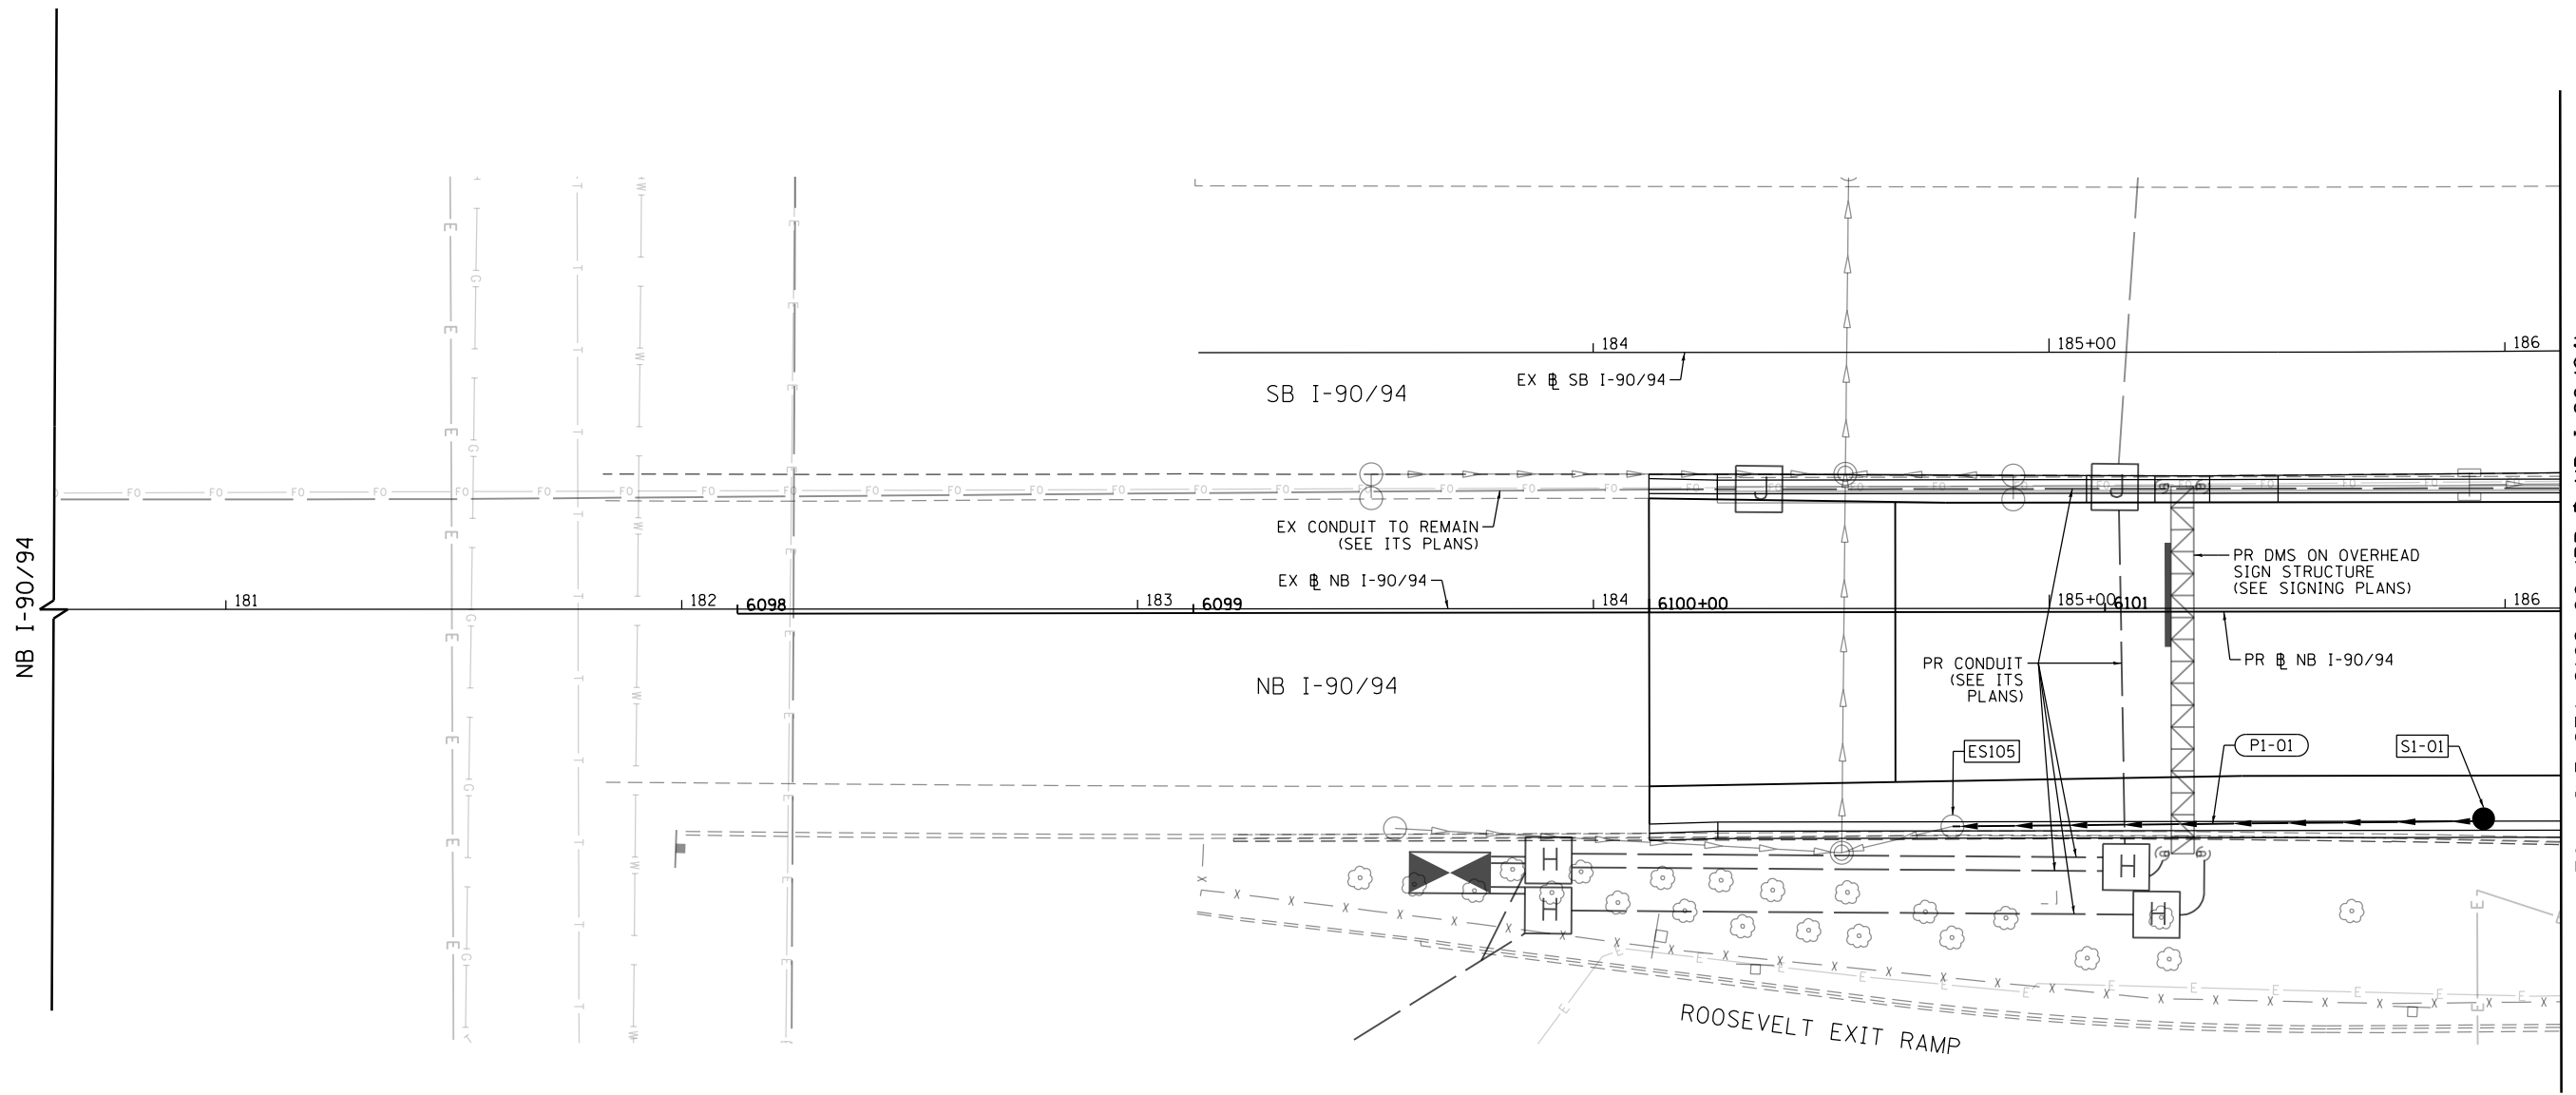 184
185+00
186
EX ℄ SB I-90/94
SB I-90/94
J
J
EX CONDUIT TO REMAIN
(SEE ITS PLANS)
EX ℄ NB I-90/94
PR DMS ON OVERHEAD
SIGN STRUCTURE
(SEE SIGNING PLANS)
NB I-90/94
181
182
6098
183
6099
184
6100+00
185+00
6101
186
PR CONDUIT
(SEE ITS
PLANS)
PR ℄ NB I-90/94
NB I-90/94
ES105
P1-01
S1-01
H
H
H
H
ROOSEVELT EXIT RAMP